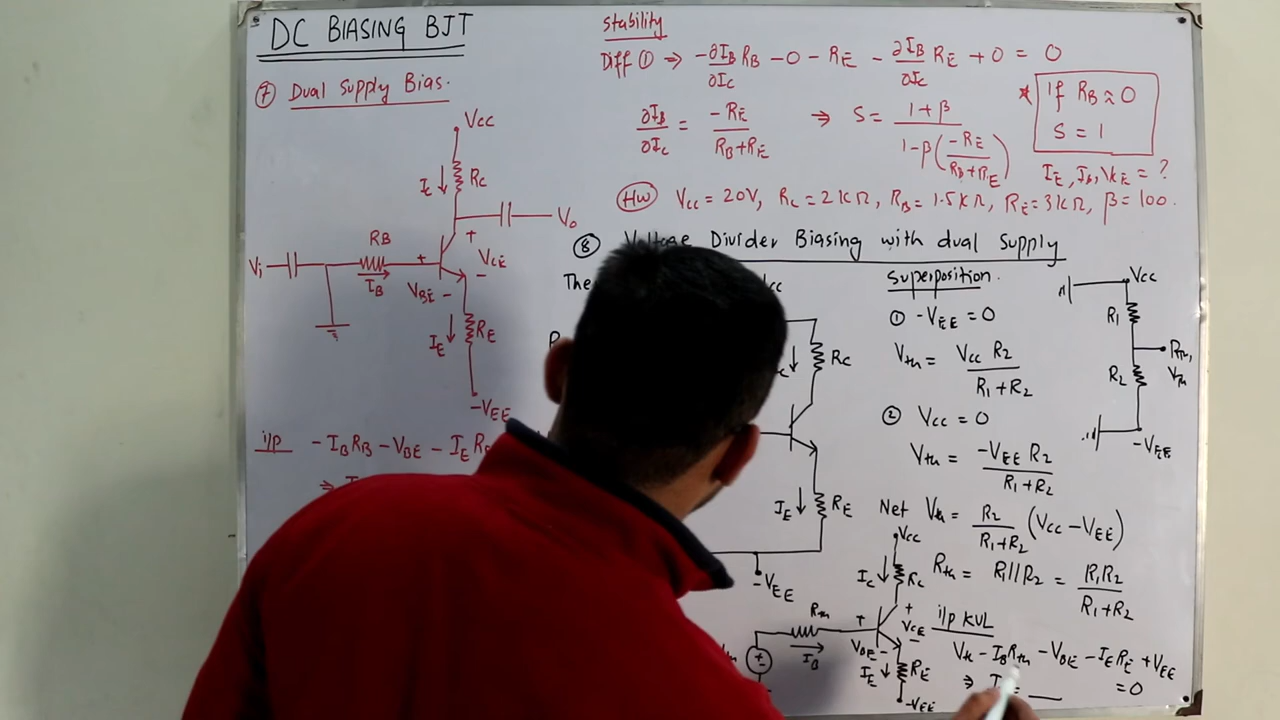 DC BIASING BJT
⑦ Dual Supply Bias.
Vcc
Ic ↓ Rc
Vo
RB
Vi
+
+ VCE -
IB
VBE -
IE ↓ RE
-VEE
i/p -IBRB - VBE - IERE
⇒
Stability
Diff ① ⇒ -∂IB/∂Ic RB - 0 - RE - ∂IB/∂Ic RE + 0 = 0
∂IB/∂Ic = -RE/(RB+RE) ⇒ S = (1+β)/(1-β(-RE/(RB+RE)))
* if RB ≈ 0
S = 1
IE, IB, VCE = ?
HW Vcc = 20V, Rc = 2kΩ, RB = 1.5kΩ, RE = 3kΩ, β = 100.
⑧ Voltage Divider Biasing with dual Supply
The
Rc
IE ↓ RE
-VEE
Superposition.
① -VEE = 0
Vth = Vcc R2/(R1+R2)
② Vcc = 0
Vth = -VEE R2/(R1+R2)
Net Vth = R2/(R1+R2) (Vcc - VEE)
Rth = R1//R2 = R1R2/(R1+R2)
Vcc
R1
Rth, Vth
R2
-VEE
Vcc
Ic ↓ Rc
Rth
+
+ VCE -
IB
VBE -
IE ↓ RE
-VEE
i/p KVL
Vth - IBRth - VBE - IERE + VEE = 0
⇒